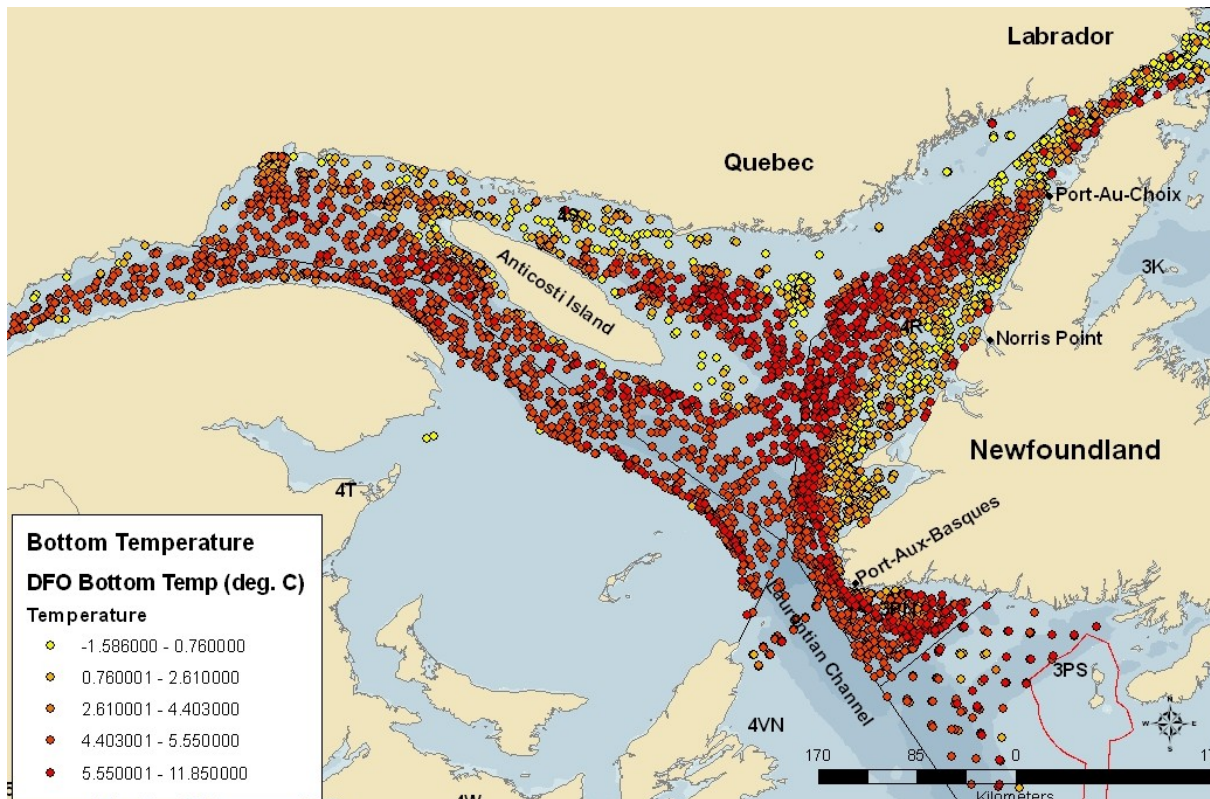 Labrador
Quebec
4S
Port-Au-Choix
3K
Anticosti Island
4R
Norris Point
Newfoundland
4T
Port-Aux-Basques
3PN
Laurentian Channel
3PS
4VN
4W
Bottom Temperature
DFO Bottom Temp (deg. C)
Temperature
-1.586000 - 0.760000
0.760001 - 2.610000
2.610001 - 4.403000
4.403001 - 5.550000
5.550001 - 11.850000
N
W E
S
170 85 0
Kilometers